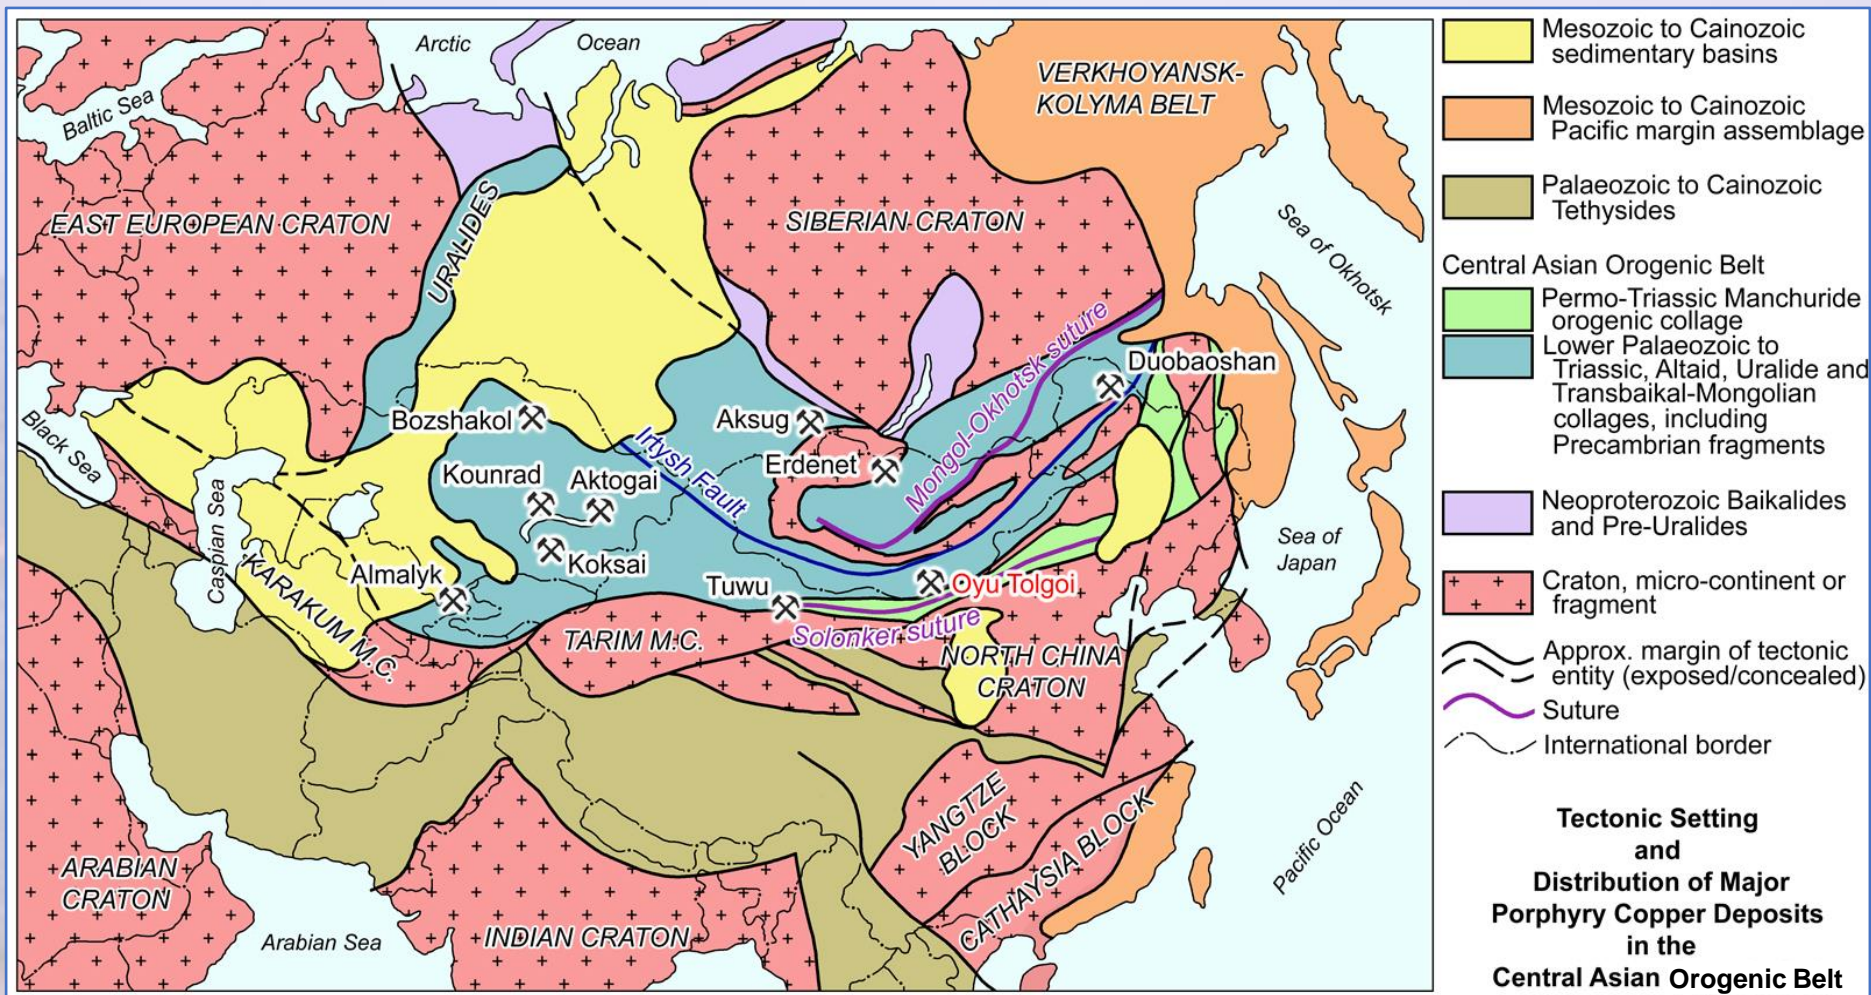 Arctic
Ocean
Baltic Sea
VERKHOYANSK-
KOLYMA BELT
EAST EUROPEAN CRATON
URALIDES
SIBERIAN CRATON
Sea of Okhotsk
Black Sea
Caspian Sea
Bozshakol
Aksug
Duobaoshan
Kounrad
Aktogai
Irtysh Fault
Erdenet
Mongol-Okhotsk suture
Koksai
Almalyk
KARAKUM M.C.
Tuwu
Oyu Tolgoi
Solonker suture
TARIM M.C.
NORTH CHINA
CRATON
Sea of
Japan
YANGTZE
BLOCK
CATHAYSIA BLOCK
Pacific Ocean
ARABIAN
CRATON
Arabian Sea
INDIAN CRATON
Mesozoic to Cainozoic
sedimentary basins
Mesozoic to Cainozoic
Pacific margin assemblage
Palaeozoic to Cainozoic
Tethysides
Central Asian Orogenic Belt
Permo-Triassic Manchuride
orogenic collage
Lower Palaeozoic to
Triassic, Altaid, Uralide and
Transbaikal-Mongolian
collages, including
Precambrian fragments
Neoproterozoic Baikalides
and Pre-Uralides
Craton, micro-continent or
fragment
Approx. margin of tectonic
entity (exposed/concealed)
Suture
International border
Tectonic Setting
and
Distribution of Major
Porphyry Copper Deposits
in the
Central Asian Orogenic Belt